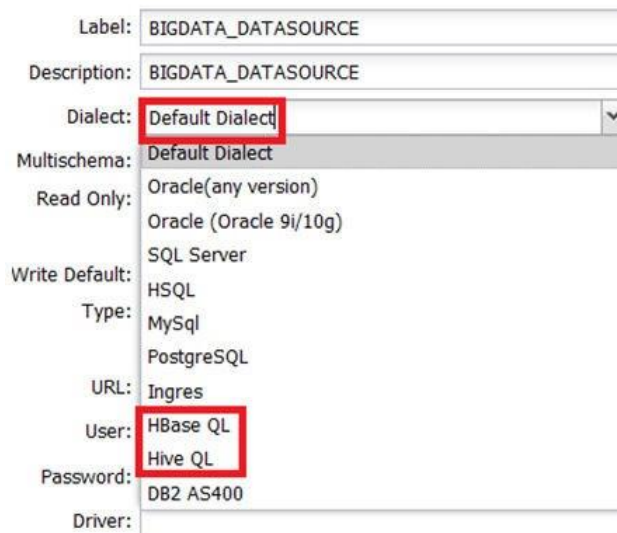 Label: BIGDATA_DATASOURCE
Description: BIGDATA_DATASOURCE
Dialect: Default Dialect
Multischema: Default Dialect
Read Only: Oracle(any version)
Oracle (Oracle 9i/10g)
SQL Server
Write Default:
HSQL
Type:
MySql
PostgreSQL
URL: Ingres
User: HBase QL
Hive QL
Password:
DB2 AS400
Driver: